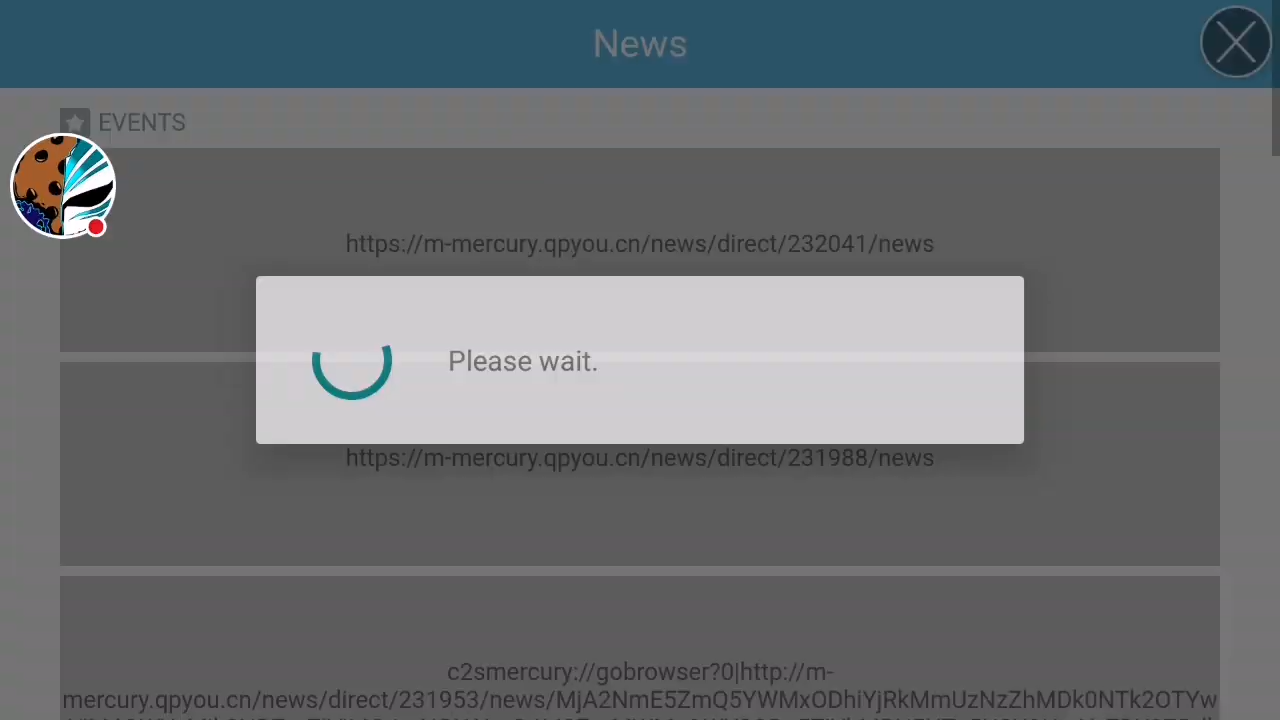 News
EVENTS
https://m-mercury.qpyou.cn/news/direct/232041/news
Please wait.
https://m-mercury.qpyou.cn/news/direct/231988/news
c2smercury://gobrowser?0|http://m-
mercury.qpyou.cn/news/direct/231953/news/MjA2NmE5ZmQ5YWMxODhiYjRkMmUzNzZhMDk0NTk2OTYw